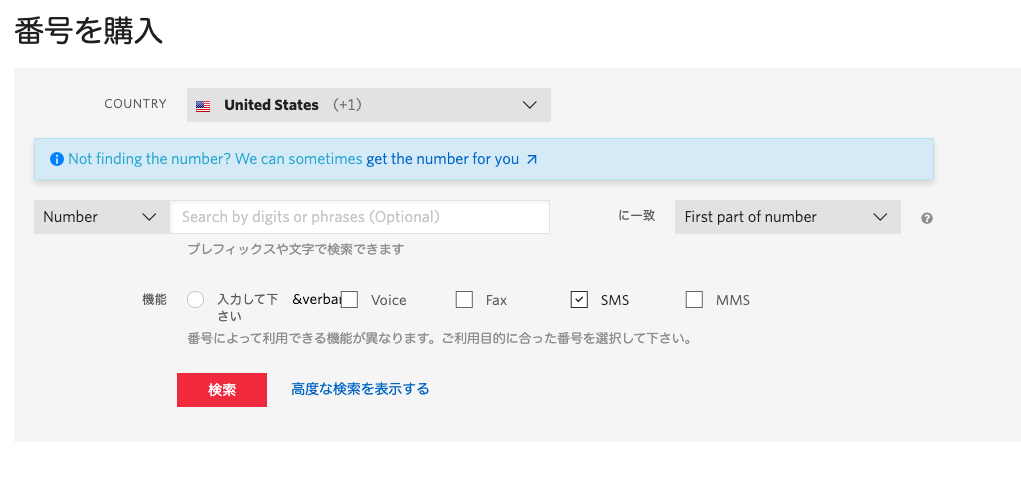 番号を購入
COUNTRY United States (+1)
Not finding the number? We can sometimes get the number for you
Number Search by digits or phrases (Optional) に一致 First part of number ?
プレフィックスや文字で検索できます
機能 入力して下 &verbar Voice Fax SMS MMS
さい
番号によって利用できる機能が異なります。ご利用目的に合った番号を選択して下さい。
検索 高度な検索を表示する